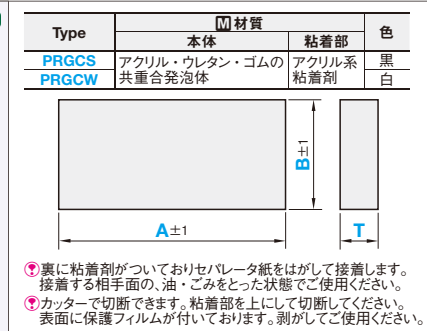 Type
M材質
色
本体
粘着部
PRGCS
アクリル・ウレタン・ゴムの
共重合発泡体
アクリル系
粘着剤
黒
PRGCW
白
B±1
A±1
T
裏に粘着剤がついておりセパレータ紙をはがして接着します。
接着する相手面の、油・ごみをとった状態でご使用ください。
カッターで切断できます。粘着部を上にして切断してください。
表面に保護フィルムが付いております。剥がしてご使用ください。